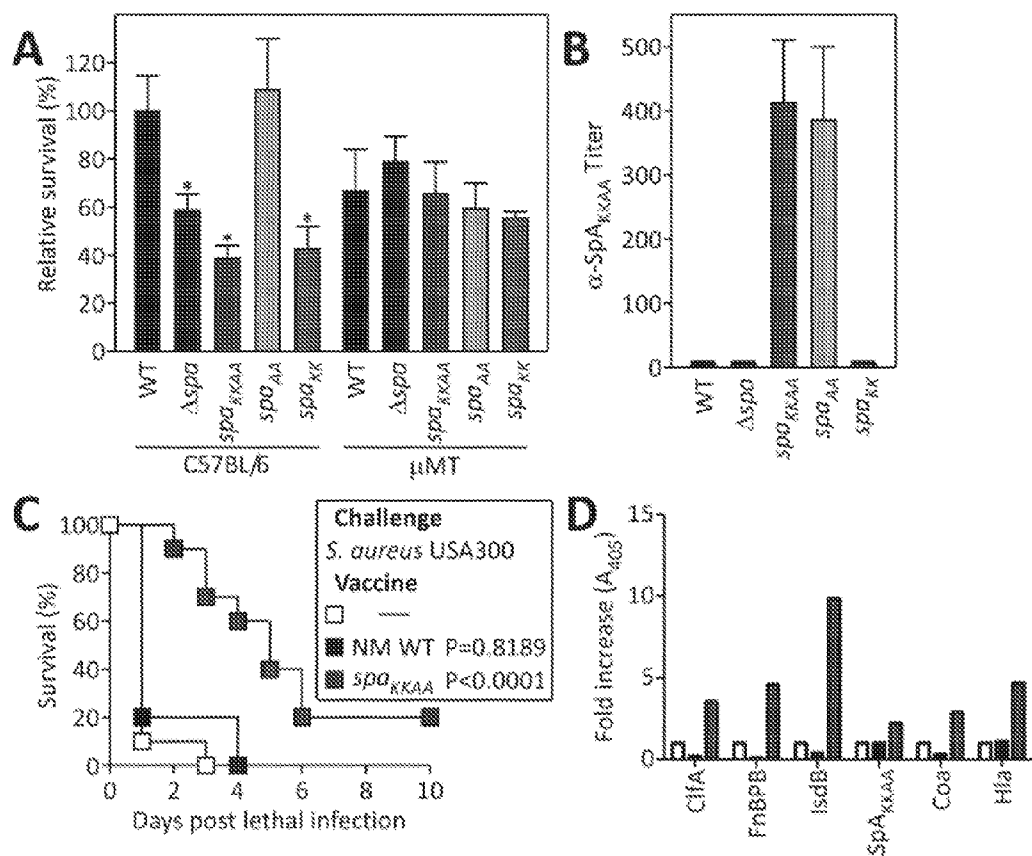 A
Relative survival (%)
120
100
80
60
40
20
0
*
*
*
WT
Δspa
spaKKAA
spaAA
spaKK
WT
Δspa
spaKKAA
spaAA
spaKK
C57BL/6
μMT
B
α-SpAKKAA Titer
500
400
300
200
100
0
WT
Δspa
spaKKAA
spaAA
spaKK
C
Survival (%)
100
80
60
40
20
0
0 2 4 6 8 10
Days post lethal infection
Challenge
S. aureus USA300
Vaccine
—
NM WT P=0.8189
spaKKAA P<0.0001
D
Fold increase (A405)
15
10
5
0
ClfA
FnBPB
IsdB
SpAKKAA
Coa
Hla